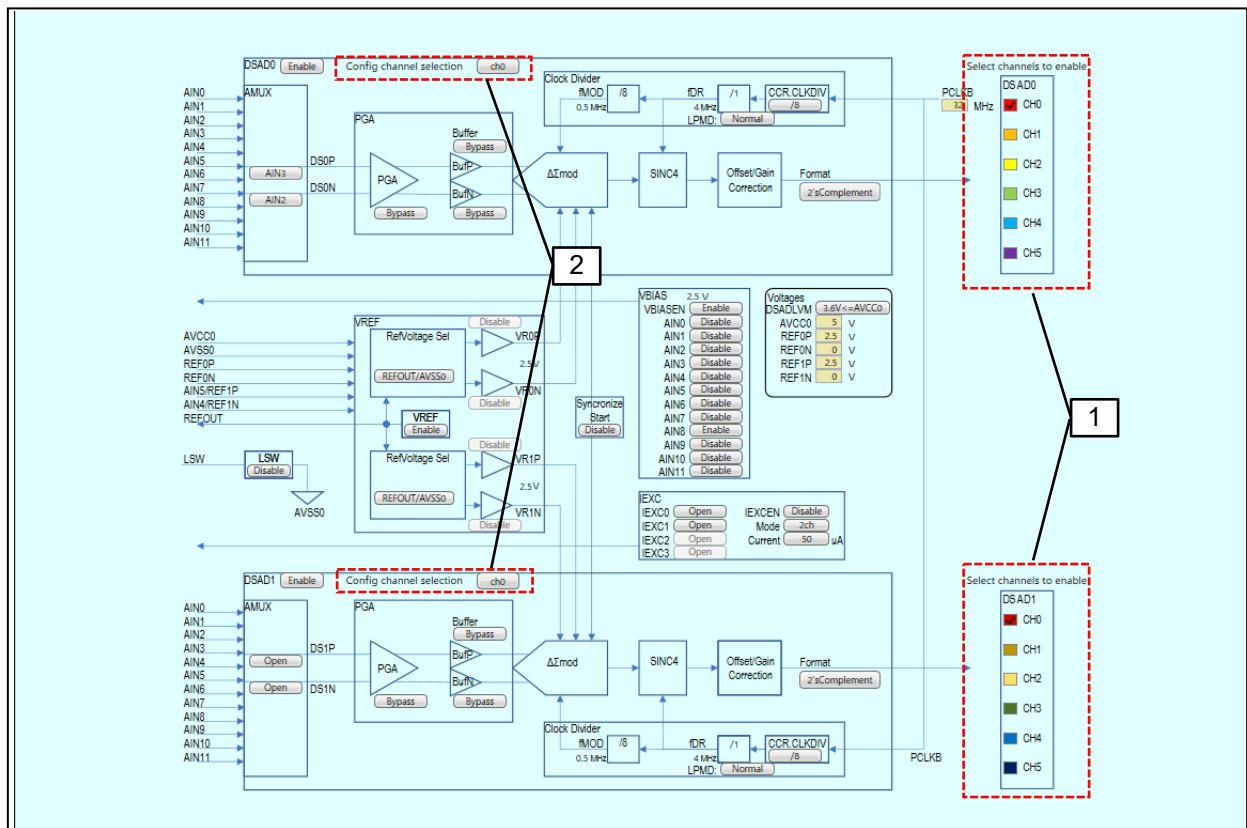 DSAD0 Enable Config channel selection ch0
Select channels to enable
AIN0
AIN1
AIN2
AIN3
AIN4
AIN5
AIN6
AIN7
AIN8
AIN9
AIN10
AIN11
AMUX
DS0P
AIN3
DS0N
AIN2
PGA
PGA
Bypass
Buffer
Bypass
BufP
BufN
Bypass
Clock Divider
fMOD /8 fDR /1 CCR.CLKDIV
/8
0.5 MHz 4 MHz
LPMD: Normal
PCLKB
32 MHz
ΔΣmod
SINC4
Offset/Gain
Correction
Format
2'sComplement
DSAD0
CH0
CH1
CH2
CH3
CH4
CH5
2
1
AVCC0
AVSS0
REF0P
REF0N
AIN5/REF1P
AIN4/REF1N
REFOUT
VREF
RefVoltage Sel
REFOUT/AVSS0
Disable
VR0P
2.5 V
VR0N
Disable
VREF
Enable
RefVoltage Sel
REFOUT/AVSS0
Disable
VR1P
2.5 V
VR1N
Disable
LSW
LSW
Disable
AVSS0
Syncronize
Start
Disable
VBIAS 2.5 V
VBIASEN Enable
AIN0 Disable
AIN1 Disable
AIN2 Disable
AIN3 Disable
AIN4 Disable
AIN5 Disable
AIN6 Disable
AIN7 Disable
AIN8 Enable
AIN9 Disable
AIN10 Disable
AIN11 Disable
Voltages
DSADLVM 3.6V<=AVCC0
AVCC0 5 V
REF0P 2.5 V
REF0N 0 V
REF1P 2.5 V
REF1N 0 V
IEXC
IEXC0 Open IEXCEN Disable
IEXC1 Open Mode 2ch
IEXC2 Open Current 50 uA
IEXC3 Open
DSAD1 Enable Config channel selection ch0
Select channels to enable
AIN0
AIN1
AIN2
AIN3
AIN4
AIN5
AIN6
AIN7
AIN8
AIN9
AIN10
AIN11
AMUX
DS1P
Open
DS1N
Open
PGA
PGA
Bypass
Buffer
Bypass
BufP
BufN
Bypass
ΔΣmod
SINC4
Offset/Gain
Correction
Format
2'sComplement
Clock Divider
fMOD /8 fDR /1 CCR.CLKDIV
/8
0.5 MHz 4 MHz
LPMD: Normal
PCLKB
DSAD1
CH0
CH1
CH2
CH3
CH4
CH5